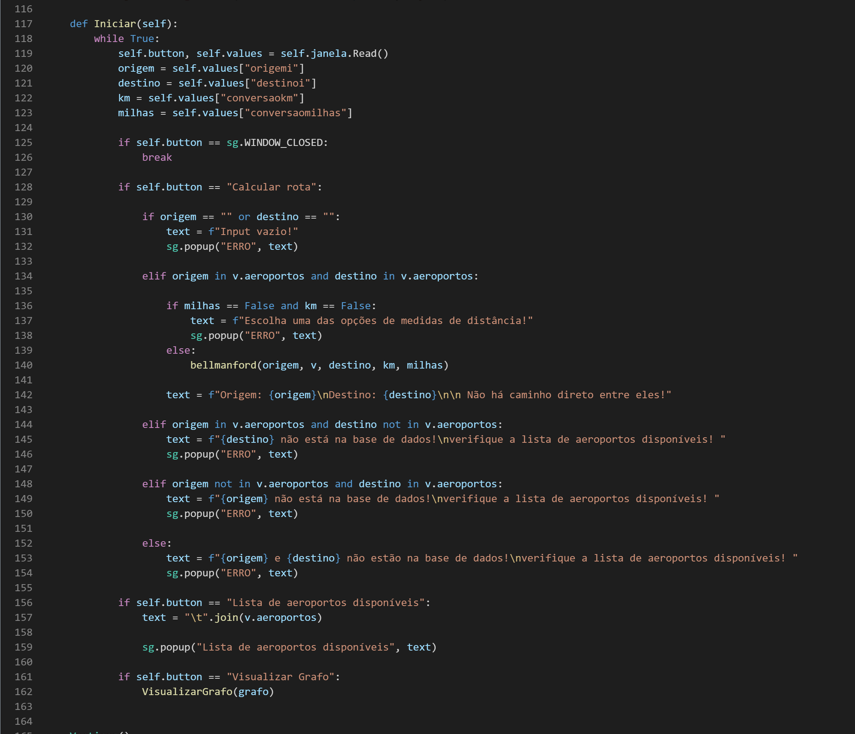 116
117 def Iniciar(self):
118 while True:
119 self.button, self.values = self.janela.Read()
120 origem = self.values["origemi"]
121 destino = self.values["destinoi"]
122 km = self.values["conversaokm"]
123 milhas = self.values["conversaomilhas"]
124
125 if self.button == sg.WINDOW_CLOSED:
126 break
127
128 if self.button == "Calcular rota":
129
130 if origem == "" or destino == "":
131 text = f"Input vazio!"
132 sg.popup("ERRO", text)
133
134 elif origem in v.aeroportos and destino in v.aeroportos:
135
136 if milhas == False and km == False:
137 text = f"Escolha uma das opções de medidas de distância!"
138 sg.popup("ERRO", text)
139 else:
140 bellmanford(origem, v, destino, km, milhas)
141
142 text = f"Origem: {origem}\nDestino: {destino}\n\n Não há caminho direto entre eles!"
143
144 elif origem in v.aeroportos and destino not in v.aeroportos:
145 text = f"{destino} não está na base de dados!\nverifique a lista de aeroportos disponíveis! "
146 sg.popup("ERRO", text)
147
148 elif origem not in v.aeroportos and destino in v.aeroportos:
149 text = f"{origem} não está na base de dados!\nverifique a lista de aeroportos disponíveis! "
150 sg.popup("ERRO", text)
151
152 else:
153 text = f"{origem} e {destino} não estão na base de dados!\nverifique a lista de aeroportos disponíveis! "
154 sg.popup("ERRO", text)
155
156 if self.button == "Lista de aeroportos disponíveis":
157 text = "\t".join(v.aeroportos)
158
159 sg.popup("Lista de aeroportos disponíveis", text)
160
161 if self.button == "Visualizar Grafo":
162 VisualizarGrafo(grafo)
163
164